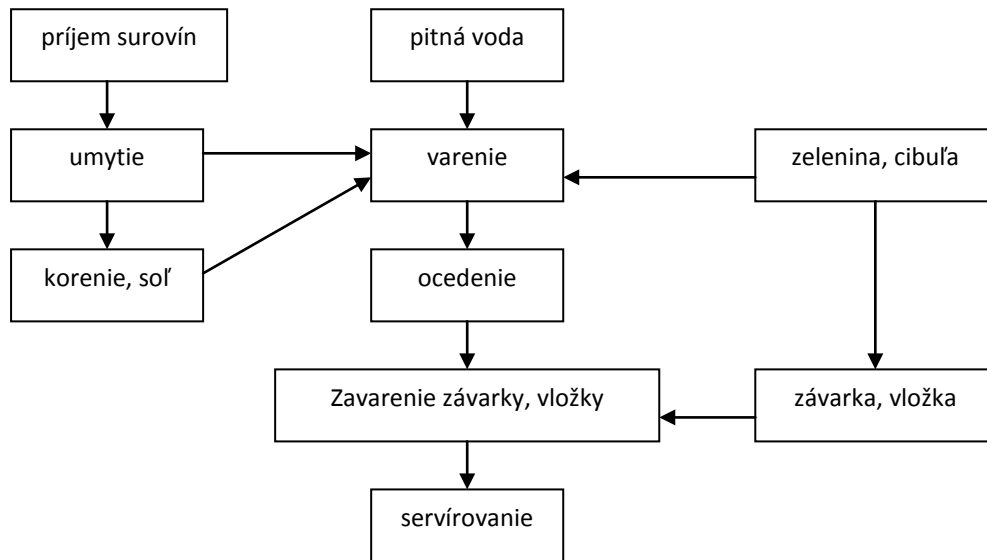 príjem surovín
pitná voda
umytie
varenie
zelenina, cibuľa
korenie, soľ
ocedenie
Zavarenie závarky, vložky
závarka, vložka
servírovanie